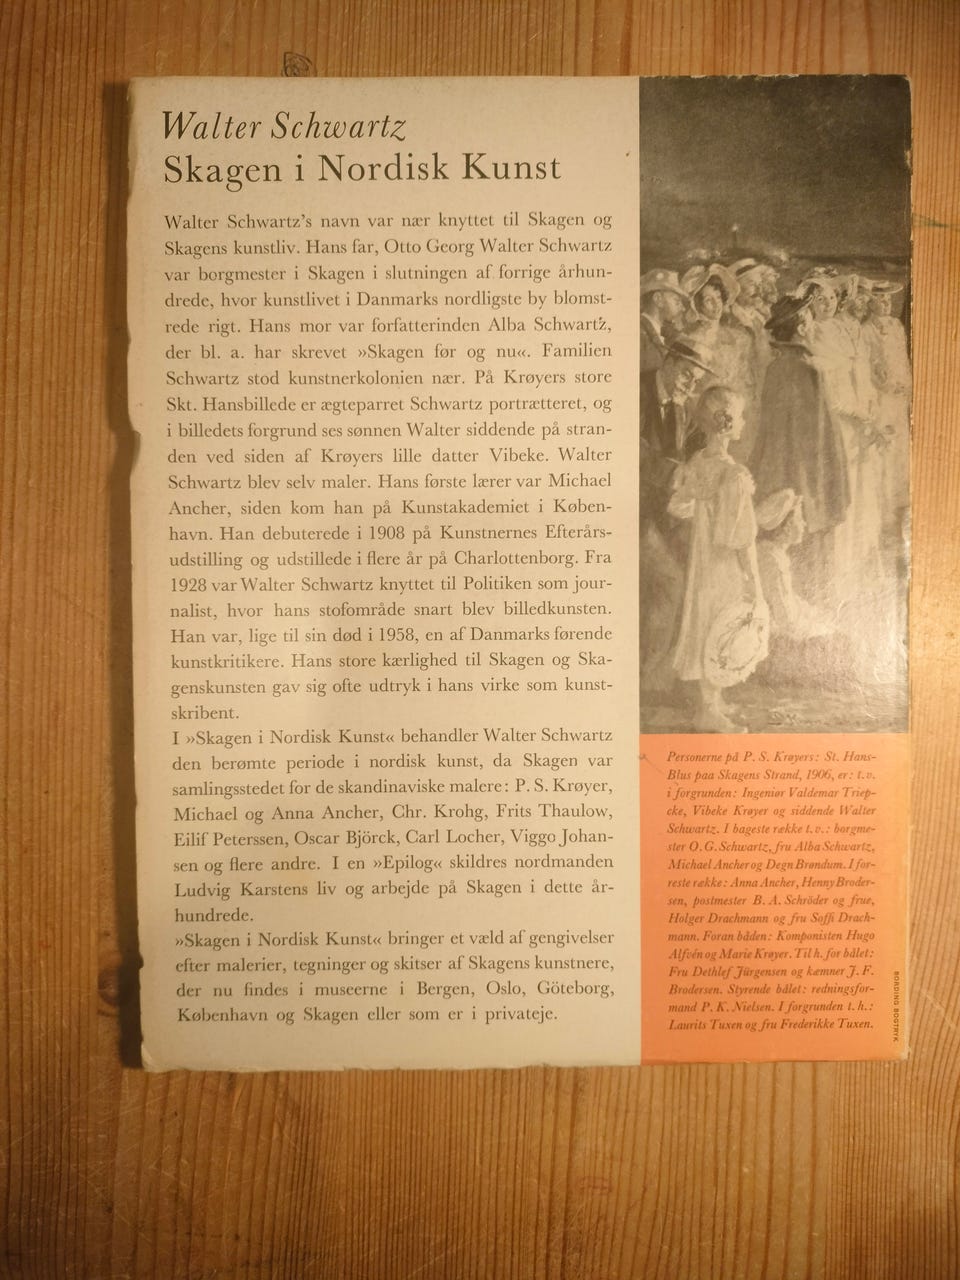 Walter Schwartz
Skagen i Nordisk Kunst
Walter Schwartz's navn var nær knyttet til Skagen og
Skagens kunstliv. Hans far, Otto Georg Walter Schwartz
var borgmester i Skagen i slutningen af forrige århun-
drede, hvor kunstlivet i Danmarks nordligste by blomst-
rede rigt. Hans mor var forfatterinden Alba Schwartz,
der bl. a. har skrevet »Skagen før og nu«. Familien
Schwartz stod kunstnerkolonien nær. På Krøyers store
Skt. Hansbillede er ægteparret Schwartz portrætteret, og
i billedets forgrund ses sønnen Walter siddende på stran-
den ved siden af Krøyers lille datter Vibeke. Walter
Schwartz blev selv maler. Hans første lærer var Michael
Ancher, siden kom han på Kunstakademiet i Køben-
havn. Han debuterede i 1908 på Kunstnernes Efterårs-
udstilling og udstillede i flere år på Charlottenborg. Fra
1928 var Walter Schwartz knyttet til Politiken som jour-
nalist, hvor hans stofområde snart blev billedkunsten.
Han var, lige til sin død i 1958, en af Danmarks førende
kunstkritikere. Hans store kærlighed til Skagen og Ska-
genskunsten gav sig ofte udtryk i hans virke som kunst-
skribent.
I »Skagen i Nordisk Kunst« behandler Walter Schwartz
den berømte periode i nordisk kunst, da Skagen var
samlingsstedet for de skandinaviske malere: P. S. Krøyer,
Michael og Anna Ancher, Chr. Krohg, Frits Thaulow,
Eilif Peterssen, Oscar Björck, Carl Locher, Viggo Johan-
sen og flere andre. I en »Epilog« skildres nordmanden
Ludvig Karstens liv og arbejde på Skagen i dette år-
hundrede.
»Skagen i Nordisk Kunst« bringer et væld af gengivelser
efter malerier, tegninger og skitser af Skagens kunstnere,
der nu findes i museerne i Bergen, Oslo, Göteborg,
København og Skagen eller som er i privateje.
Personerne på P. S. Krøyers: St. Hans-
Blus paa Skagens Strand, 1906, er: t.v.
i forgrunden: Ingeniør Valdemar Triep-
cke, Vibeke Krøyer og siddende Walter
Schwartz. I bageste række t. v.: borgme-
ster O. G. Schwartz, fru Alba Schwartz,
Michael Ancher og Degn Brøndum. I for-
reste række: Anna Ancher, Henny Broder-
sen, postmester B. A. Schröder og frue,
Holger Drachmann og fru Soffi Drach-
mann. Foran båden: Komponisten Hugo
Alfvén og Marie Krøyer. Til h. for bålet:
Fru Dethlef Jürgensen og kæmner J. F.
Brodersen. Styrende bålet: redningsfor-
mand P. K. Nielsen. I forgrunden t. h.:
Laurits Tuxen og fru Frederikke Tuxen.
BORDING BOGTRYK